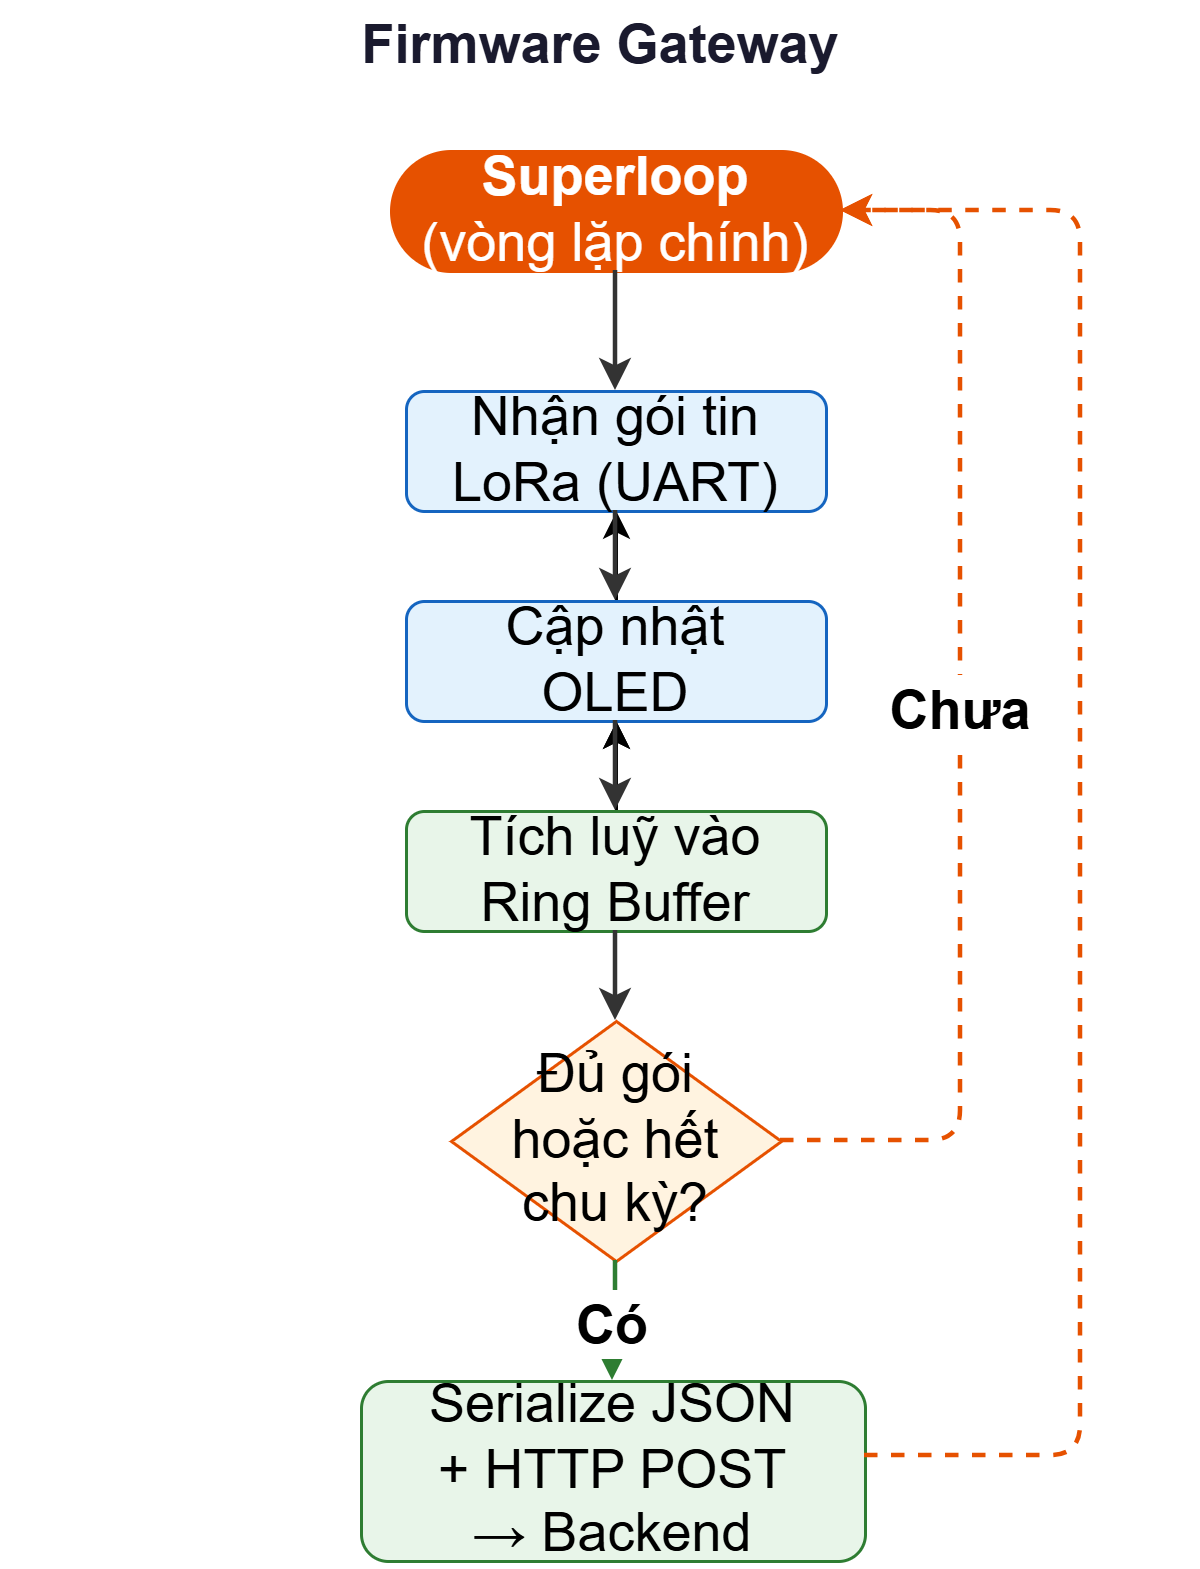 Firmware Gateway
Superloop
(vòng lặp chính)
Nhận gói tin
LoRa (UART)
Cập nhật
OLED
Chưa
Tích luỹ vào
Ring Buffer
Đủ gói
hoặc hết
chu kỳ?
Có
Serialize JSON
+ HTTP POST
→ Backend